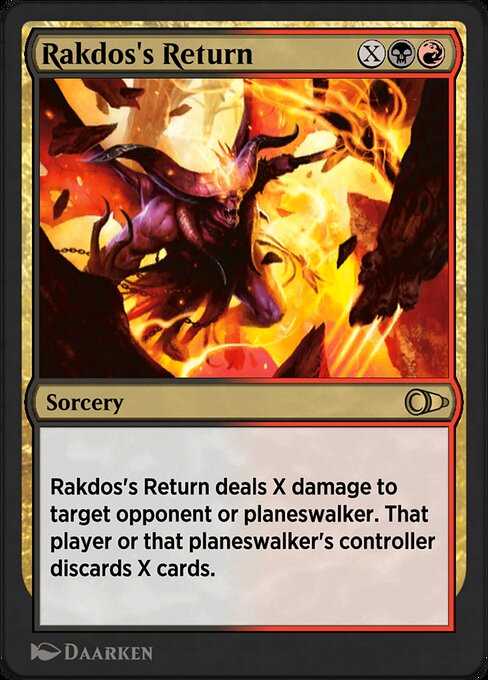 Rakdos's Return X
Sorcery
Rakdos's Return deals X damage to
target opponent or planeswalker. That
player or that planeswalker's controller
discards X cards.
DAARKEN